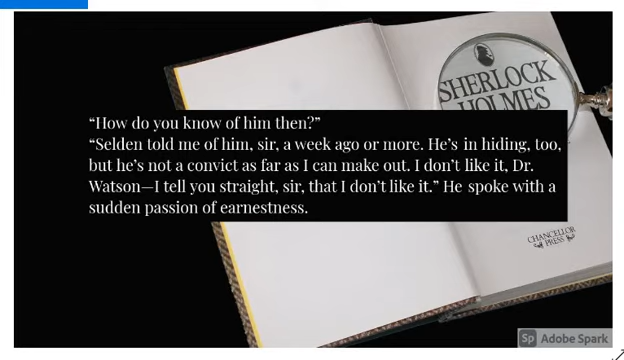 SHERLOCK
HOLMES
“How do you know of him then?”
“Selden told me of him, sir, a week ago or more. He’s in hiding, too,
but he’s not a convict as far as I can make out. I don’t like it, Dr.
Watson—I tell you straight, sir, that I don’t like it.” He spoke with a
sudden passion of earnestness.
CHANCELLOR
PRESS
Sp Adobe Spark